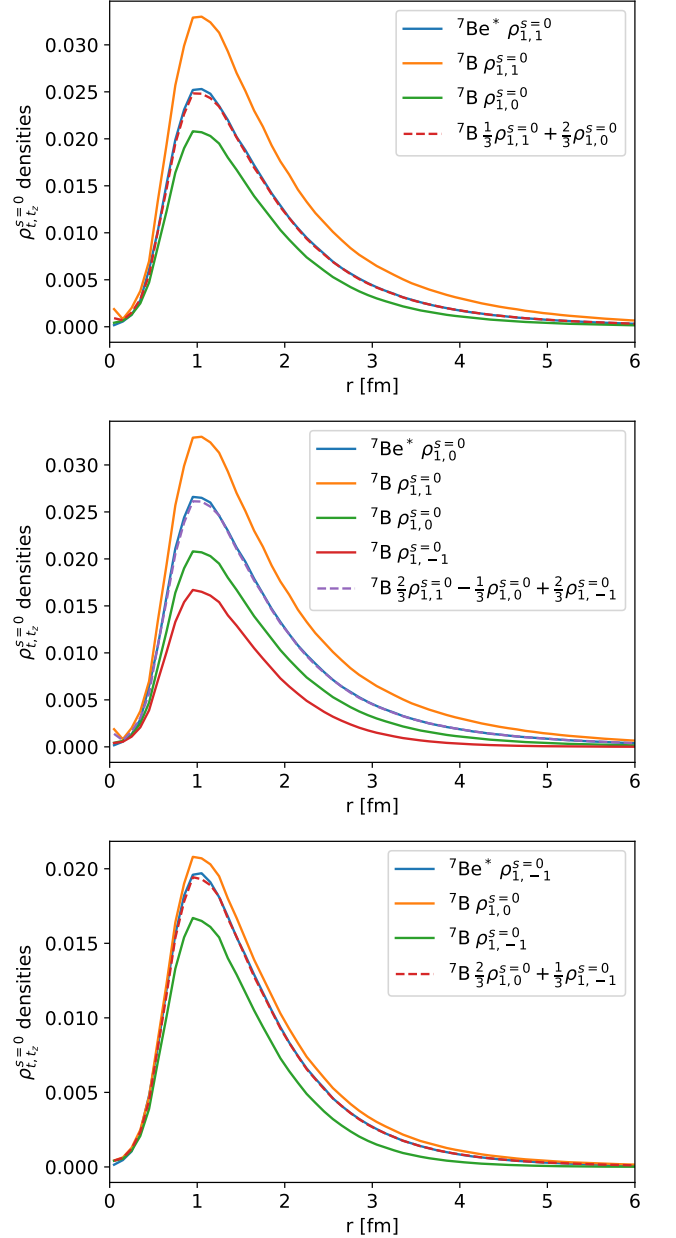 0.030
0.025
0.020
0.015
0.010
0.005
0.000
ρ^{s=0}_{t, t_z} densities
⁷Be* ρ^{s=0}_{1,1}
⁷B ρ^{s=0}_{1,1}
⁷B ρ^{s=0}_{1,0}
⁷B 1/3 ρ^{s=0}_{1,1} + 2/3 ρ^{s=0}_{1,0}
0 1 2 3 4 5 6
r [fm]
0.030
0.025
0.020
0.015
0.010
0.005
0.000
ρ^{s=0}_{t, t_z} densities
⁷Be* ρ^{s=0}_{1,0}
⁷B ρ^{s=0}_{1,1}
⁷B ρ^{s=0}_{1,0}
⁷B ρ^{s=0}_{1,−1}
⁷B 2/3 ρ^{s=0}_{1,1} − 1/3 ρ^{s=0}_{1,0} + 2/3 ρ^{s=0}_{1,−1}
0 1 2 3 4 5 6
r [fm]
0.020
0.015
0.010
0.005
0.000
ρ^{s=0}_{t, t_z} densities
⁷Be* ρ^{s=0}_{1,−1}
⁷B ρ^{s=0}_{1,0}
⁷B ρ^{s=0}_{1,−1}
⁷B 2/3 ρ^{s=0}_{1,0} + 1/3 ρ^{s=0}_{1,−1}
0 1 2 3 4 5 6
r [fm]